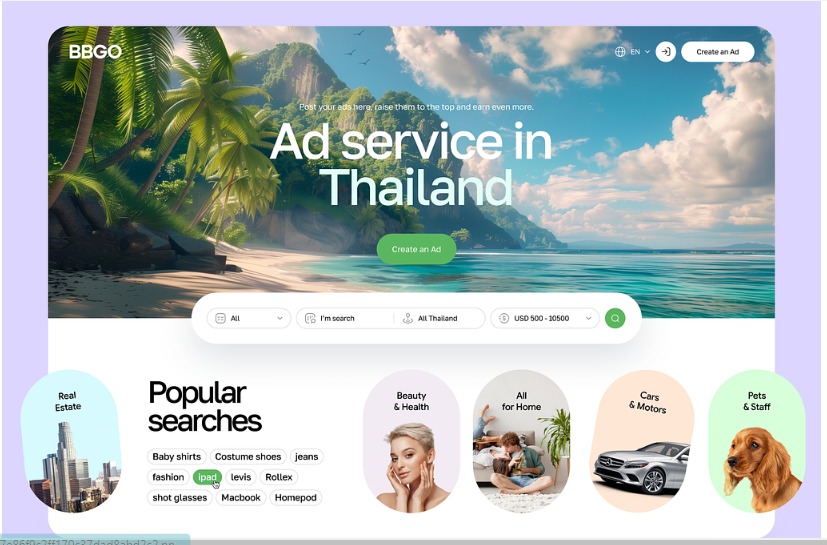 BBGO
EN
Create an Ad
Post your ads here, raise them to the top and earn even more.
Ad service in
Thailand
Create an Ad
All
I'm search
All Thailand
USD 500 - 10500
Real
Estate
Popular
searches
Baby shirts
Costume shoes
jeans
fashion
ipad
levis
Rollex
shot glasses
Macbook
Homepod
Beauty
& Health
All
for Home
Cars
& Motors
Pets
& Staff